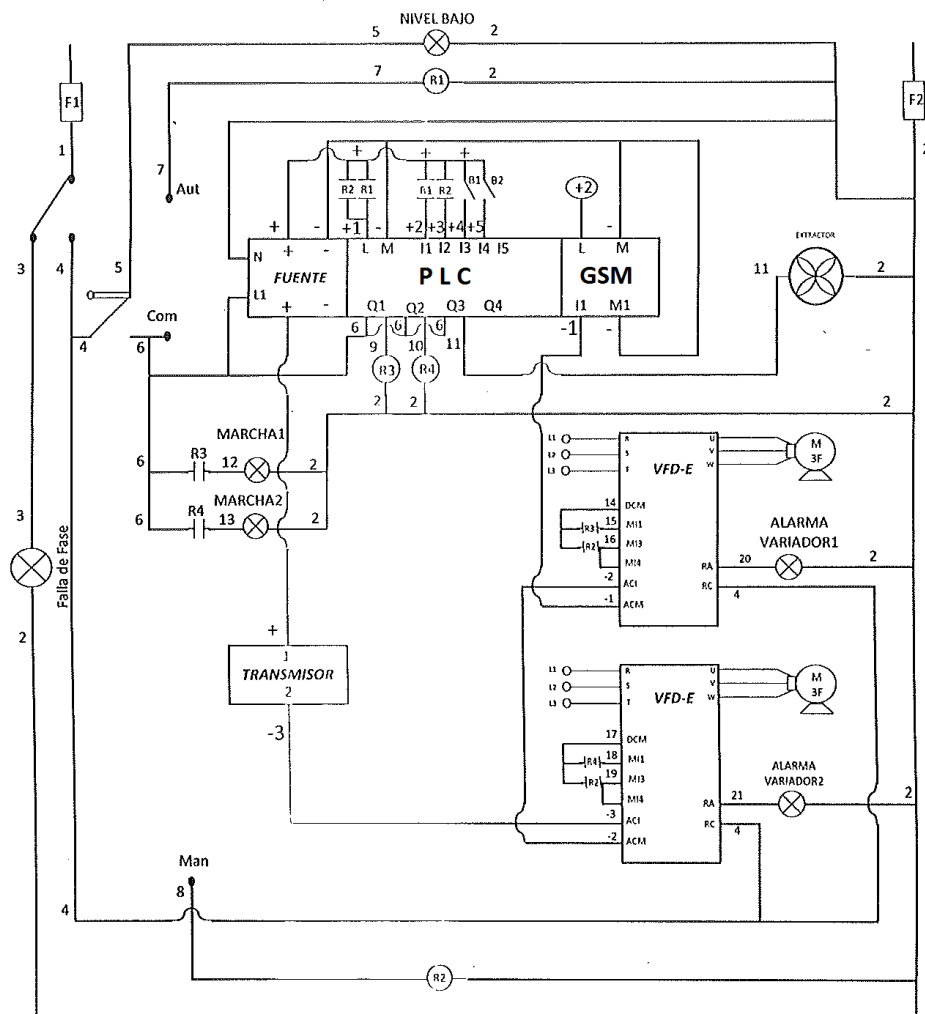 NIVEL BAJO
5 2
7 R1 2
F1 F2
1 2
7 Aut
+ + +
R2 R1 R1 R2 B1 B2
+2
+ - +1 L M +2 +3 +4 +5 -
+ - I1 I2 I3 I4 I5 L M
EXTRACTOR
3 4 5
N FUENTE PLC GSM
11 2
L1
+ - Q1 Q2 Q3 Q4 I1 M1
Com
4 6 6 6 6 -1 -
9 10 11
R3 R4
2 2 2
MARCHA1
6 R3 12 2
MARCHA2
6 R4 13 2
L1 R U M
L2 S VFD-E V 3F
L3 T W
14 DCM
R3 15 MI1
R2 16 MI3
MI4
-2 ACI
-1 ACM
ALARMA
VARIADOR1
RA 20 2
RC 4
3
Falla de Fase
2
+
1
TRANSMISOR
2
-3
L1 R U M
L2 S VFD-E V 3F
L3 T W
17 DCM
R4 18 MI1
R2 19 MI3
MI4
-3 ACI
-2 ACM
ALARMA
VARIADOR2
RA 21 2
RC 4
Man
8
4
R2